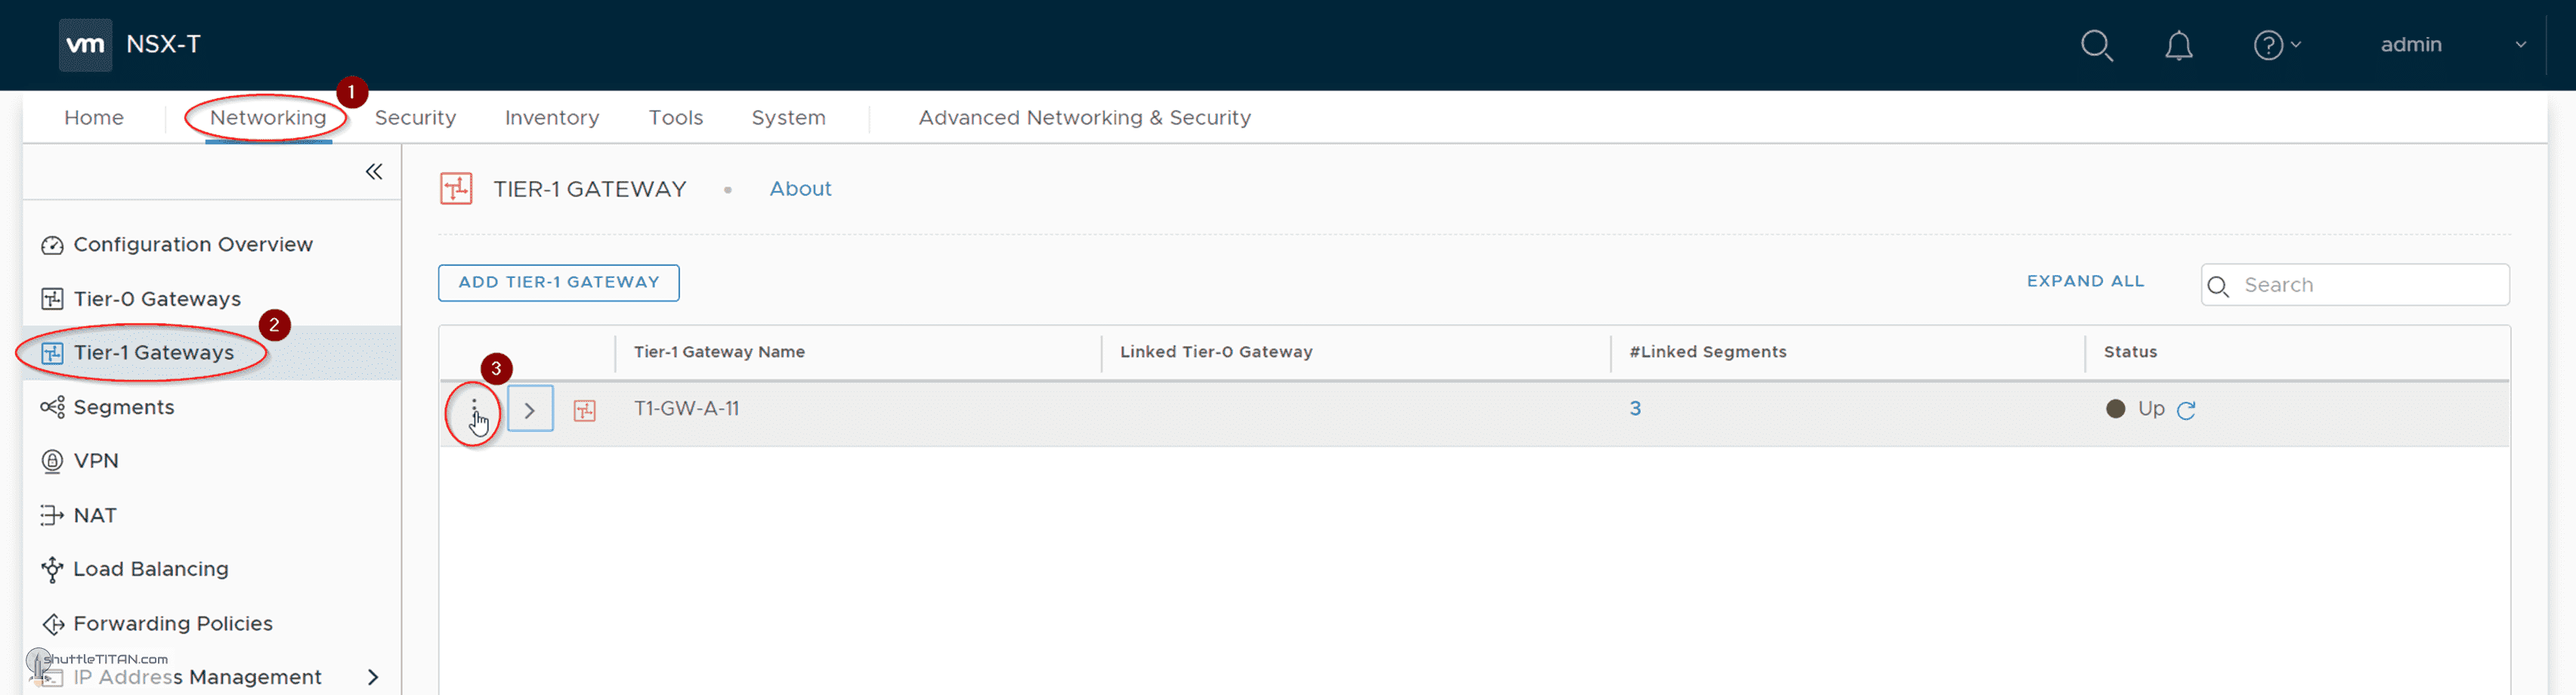 vm NSX-T admin
1
Home Networking Security Inventory Tools System Advanced Networking & Security
TIER-1 GATEWAY • About
Configuration Overview
ADD TIER-1 GATEWAY EXPAND ALL Search
Tier-0 Gateways
2
Tier-1 Gateways
Tier-1 Gateway Name Linked Tier-0 Gateway #Linked Segments Status
3
T1-GW-A-11 3 Up
Segments
VPN
NAT
Load Balancing
Forwarding Policies
shuttleTITAN.com
IP Address Management